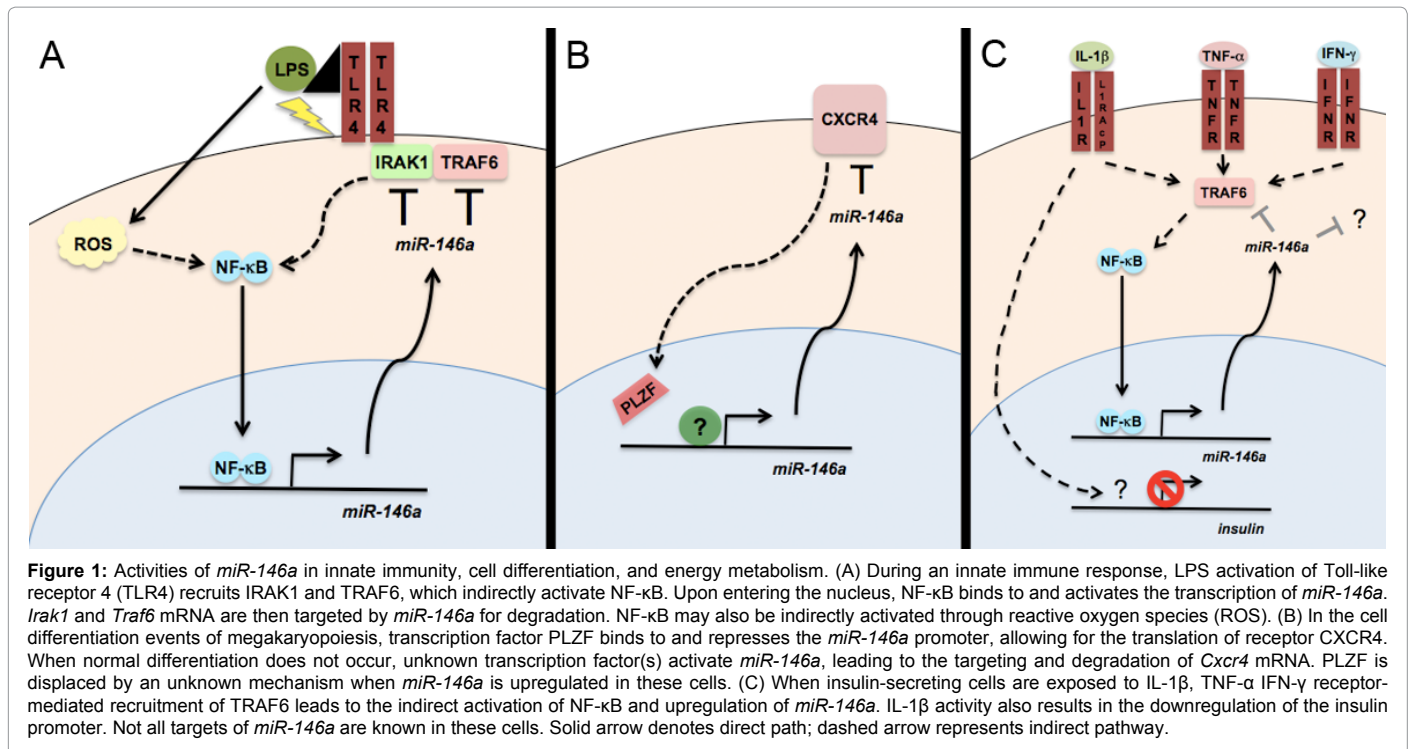 A
LPS
TLR4
TLR4
IRAK1
TRAF6
miR-146a
ROS
NF-κB
NF-κB
miR-146a
B
CXCR4
miR-146a
PLZF
?
miR-146a
C
IL-1β
TNF-α
IFN-γ
IL1R
L1RAcP
TNFR
TNFR
IFNR
IFNR
TRAF6
miR-146a
?
NF-κB
NF-κB
miR-146a
?
insulin
Figure 1: Activities of miR-146a in innate immunity, cell differentiation, and energy metabolism. (A) During an innate immune response, LPS activation of Toll-like
receptor 4 (TLR4) recruits IRAK1 and TRAF6, which indirectly activate NF-κB. Upon entering the nucleus, NF-κB binds to and activates the transcription of miR-146a.
Irak1 and Traf6 mRNA are then targeted by miR-146a for degradation. NF-κB may also be indirectly activated through reactive oxygen species (ROS). (B) In the cell
differentiation events of megakaryopoiesis, transcription factor PLZF binds to and represses the miR-146a promoter, allowing for the translation of receptor CXCR4.
When normal differentiation does not occur, unknown transcription factor(s) activate miR-146a, leading to the targeting and degradation of Cxcr4 mRNA. PLZF is
displaced by an unknown mechanism when miR-146a is upregulated in these cells. (C) When insulin-secreting cells are exposed to IL-1β, TNF-α IFN-γ receptor-
mediated recruitment of TRAF6 leads to the indirect activation of NF-κB and upregulation of miR-146a. IL-1β activity also results in the downregulation of the insulin
promoter. Not all targets of miR-146a are known in these cells. Solid arrow denotes direct path; dashed arrow represents indirect pathway.